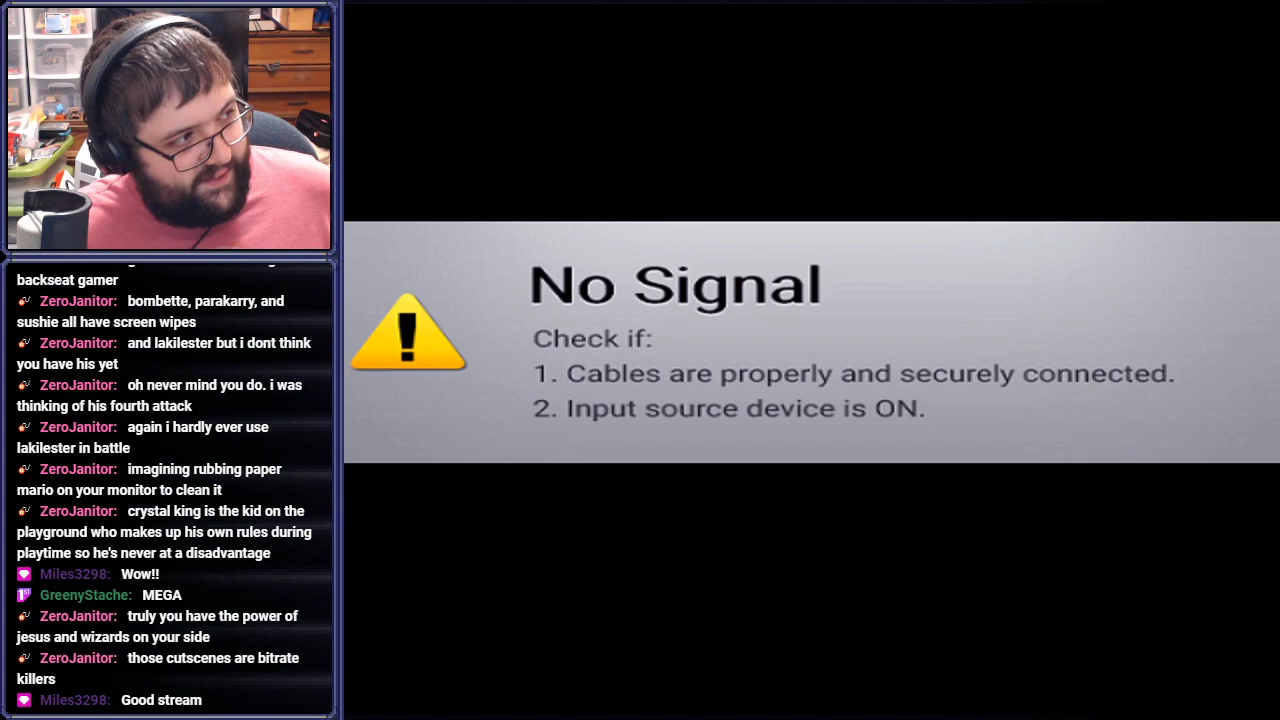 backseat gamer
ZeroJanitor: bombette, parakarry, and
sushie all have screen wipes
ZeroJanitor: and lakilester but i dont think
you have his yet
ZeroJanitor: oh never mind you do. i was
thinking of his fourth attack
ZeroJanitor: again i hardly ever use
lakilester in battle
ZeroJanitor: imagining rubbing paper
mario on your monitor to clean it
ZeroJanitor: crystal king is the kid on the
playground who makes up his own rules during
playtime so he's never at a disadvantage
Miles3298: Wow!!
1ST GreenyStache: MEGA
ZeroJanitor: truly you have the power of
jesus and wizards on your side
ZeroJanitor: those cutscenes are bitrate
killers
Miles3298: Good stream
No Signal
Check if:
1. Cables are properly and securely connected.
2. Input source device is ON.